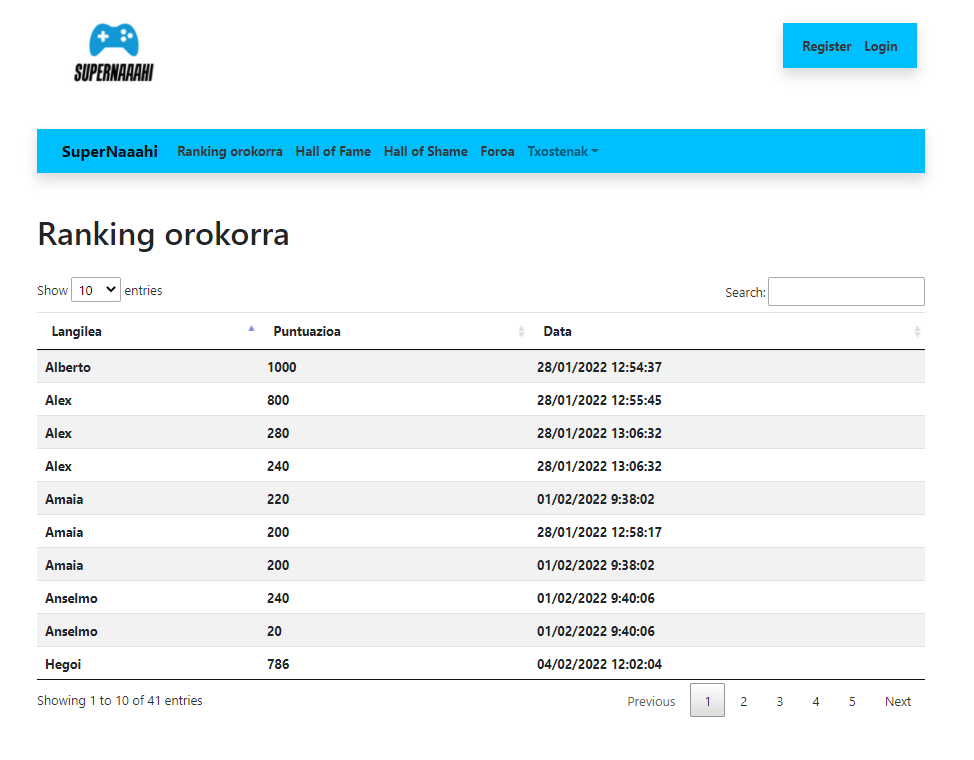 SUPERNAAAHI
Register Login
SuperNaaahi Ranking orokorra Hall of Fame Hall of Shame Foroa Txostenak
Ranking orokorra
Show 10 entries
Search:
Langilea Puntuazioa Data
Alberto 1000 28/01/2022 12:54:37
Alex 800 28/01/2022 12:55:45
Alex 280 28/01/2022 13:06:32
Alex 240 28/01/2022 13:06:32
Amaia 220 01/02/2022 9:38:02
Amaia 200 28/01/2022 12:58:17
Amaia 200 01/02/2022 9:38:02
Anselmo 240 01/02/2022 9:40:06
Anselmo 20 01/02/2022 9:40:06
Hegoi 786 04/02/2022 12:02:04
Showing 1 to 10 of 41 entries
Previous 1 2 3 4 5 Next